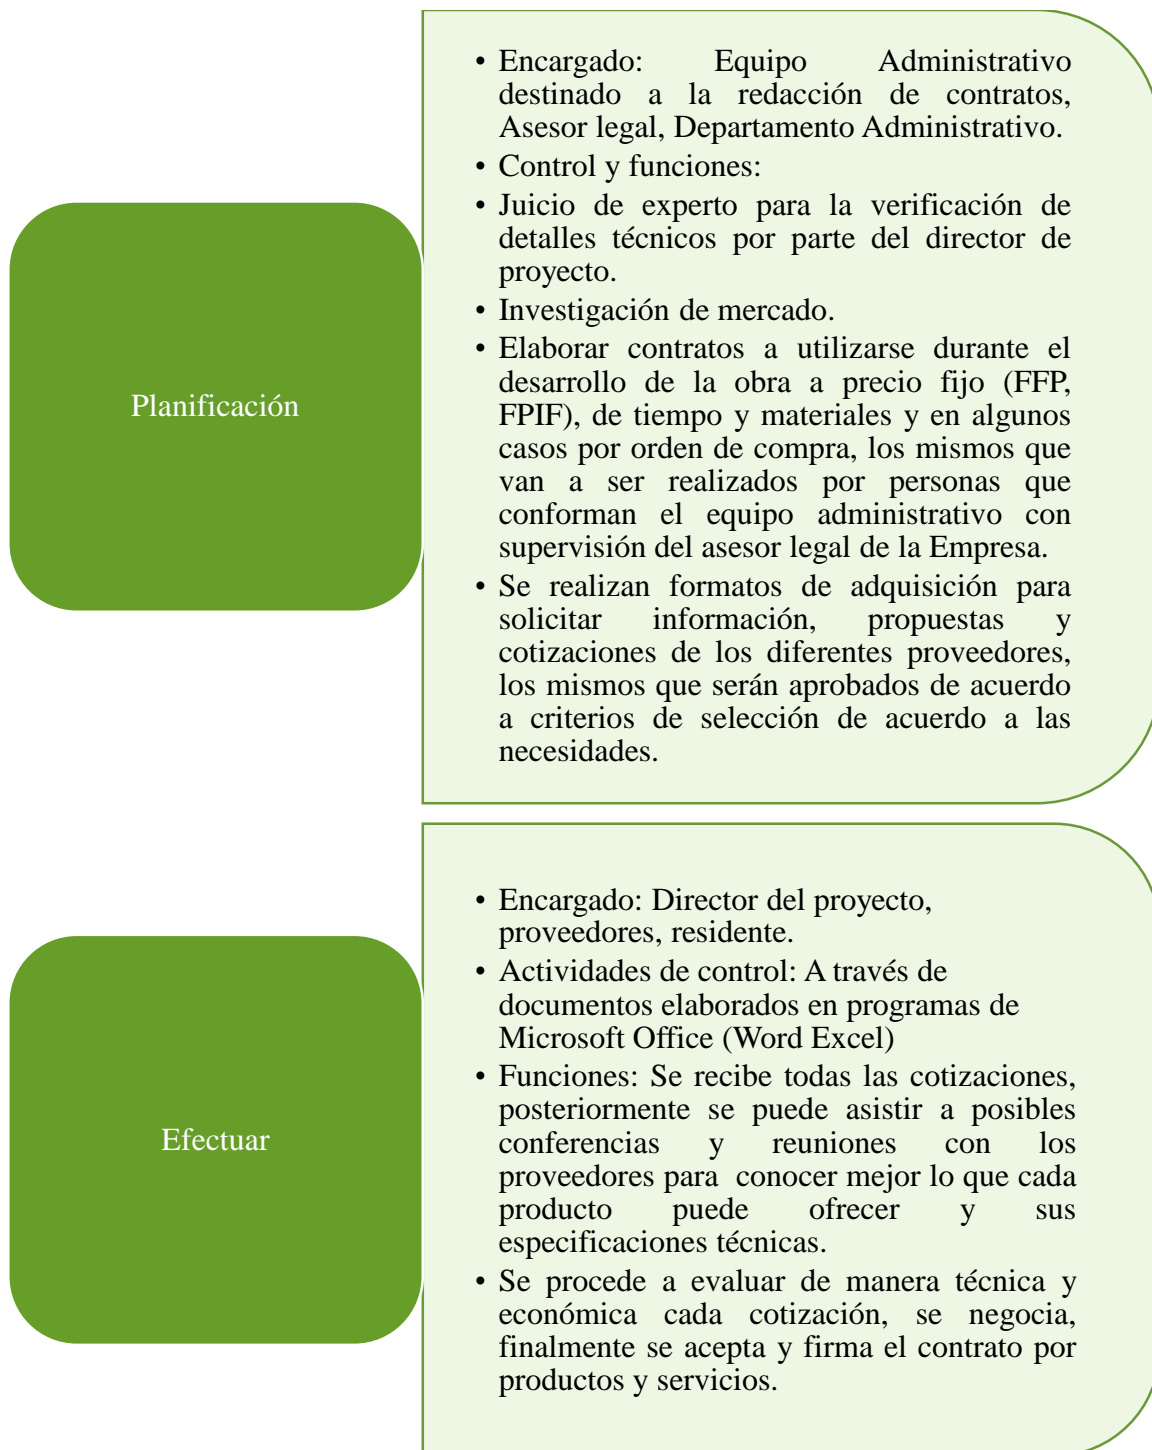 • Encargado: Equipo Administrativo
destinado a la redacción de contratos,
Asesor legal, Departamento Administrativo.
• Control y funciones:
• Juicio de experto para la verificación de
detalles técnicos por parte del director de
proyecto.
• Investigación de mercado.
Planificación
• Elaborar contratos a utilizarse durante el
desarrollo de la obra a precio fijo (FFP,
FPIF), de tiempo y materiales y en algunos
casos por orden de compra, los mismos que
van a ser realizados por personas que
conforman el equipo administrativo con
supervisión del asesor legal de la Empresa.
• Se realizan formatos de adquisición para
solicitar información, propuestas y
cotizaciones de los diferentes proveedores,
los mismos que serán aprobados de acuerdo
a criterios de selección de acuerdo a las
necesidades.
• Encargado: Director del proyecto,
proveedores, residente.
• Actividades de control: A través de
documentos elaborados en programas de
Microsoft Office (Word Excel)
Efectuar
• Funciones: Se recibe todas las cotizaciones,
posteriormente se puede asistir a posibles
conferencias y reuniones con los
proveedores para conocer mejor lo que cada
producto puede ofrecer y sus
especificaciones técnicas.
• Se procede a evaluar de manera técnica y
económica cada cotización, se negocia,
finalmente se acepta y firma el contrato por
productos y servicios.